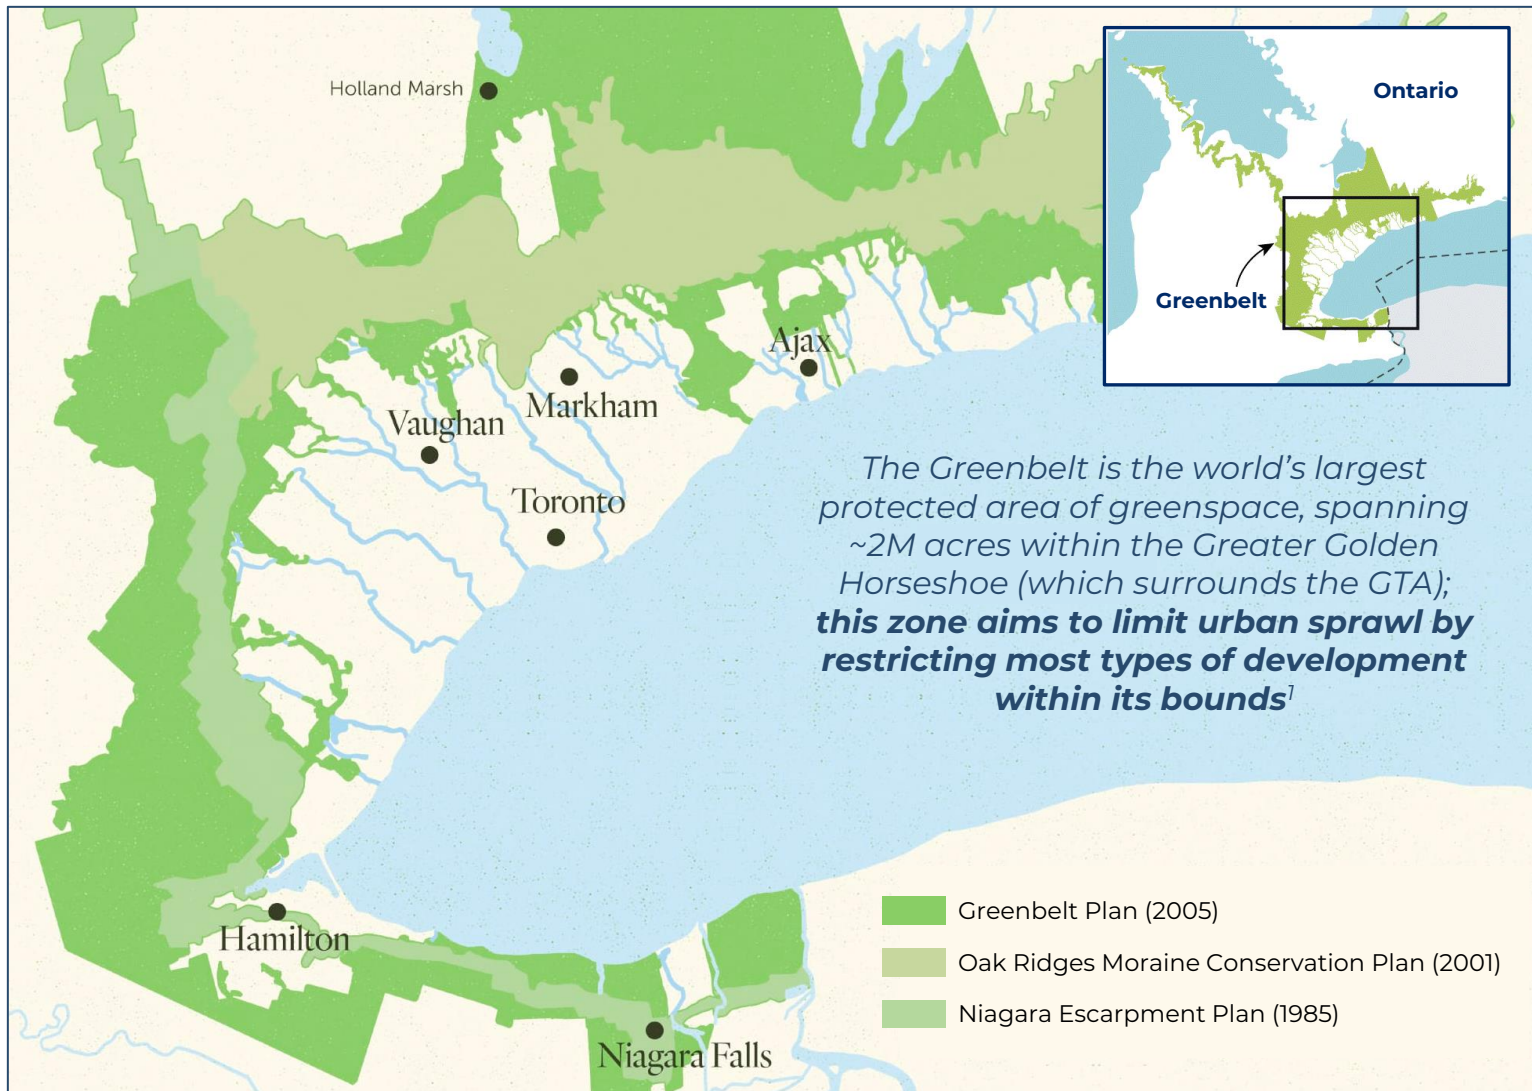 Holland Marsh
Ontario
Greenbelt
Ajax
Markham
Vaughan
Toronto
The Greenbelt is the world’s largest
protected area of greenspace, spanning
~2M acres within the Greater Golden
Horseshoe (which surrounds the GTA);
this zone aims to limit urban sprawl by
restricting most types of development
within its bounds1
Hamilton
Niagara Falls
Greenbelt Plan (2005)
Oak Ridges Moraine Conservation Plan (2001)
Niagara Escarpment Plan (1985)